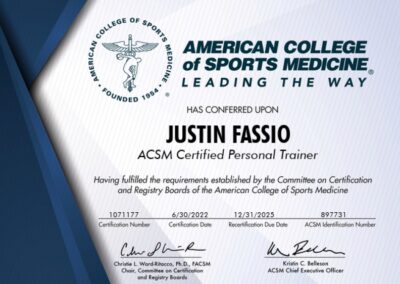 AMERICAN COLLEGE OF SPORTS MEDICINE
• FOUNDED 1954 •
AMERICAN COLLEGE
of SPORTS MEDICINE®
LEADING THE WAY
HAS CONFERRED UPON
JUSTIN FASSIO
ACSM Certified Personal Trainer
Having fulfilled the requirements established by the Committee on Certification
and Registry Boards of the American College of Sports Medicine
1071177 6/30/2022 12/31/2025 897731
Certification Number Certification Date Recertification Due Date ACSM Identification Number
Christie L. Ward-Ritacco, Ph.D., FACSM
Chair, Committee on Certification
and Registry Boards
Kristin C. Belleson
ACSM Chief Executive Officer